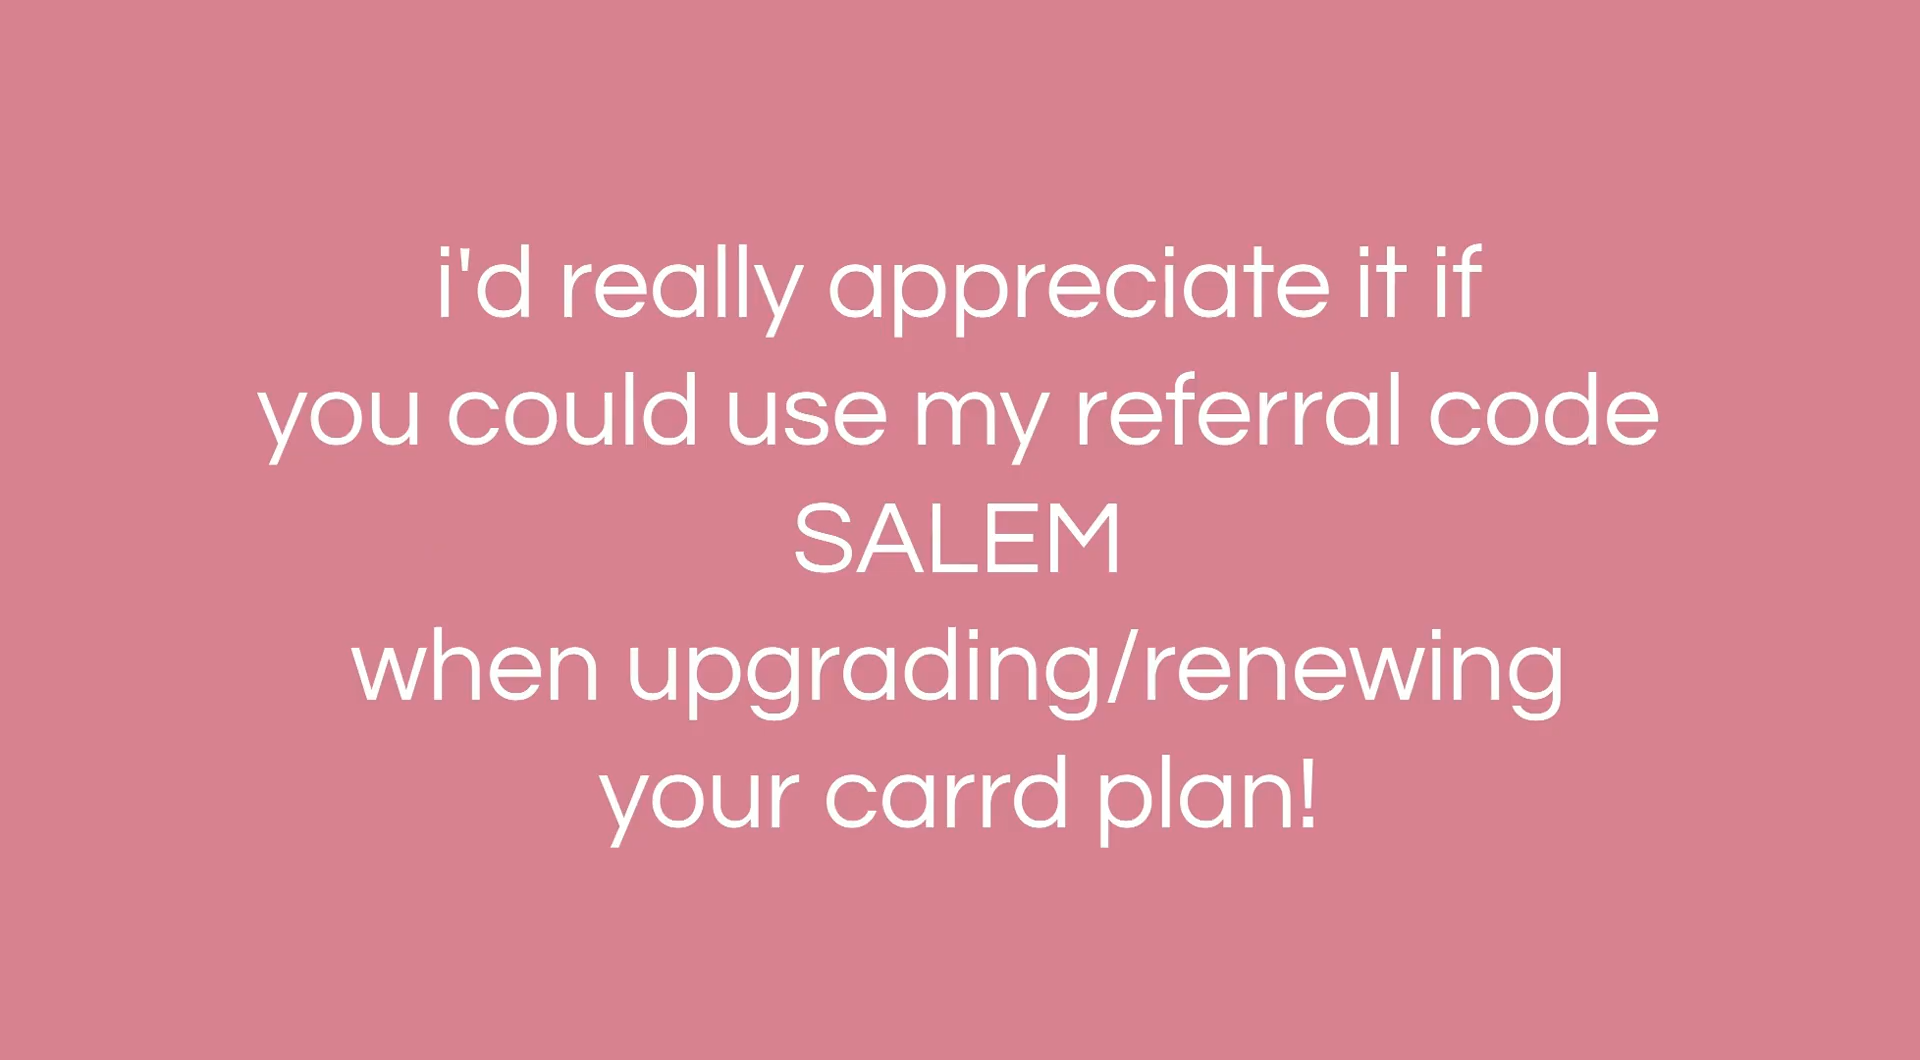 i'd really appreciate it if
you could use my referral code
SALEM
when upgrading/renewing
your carrd plan!